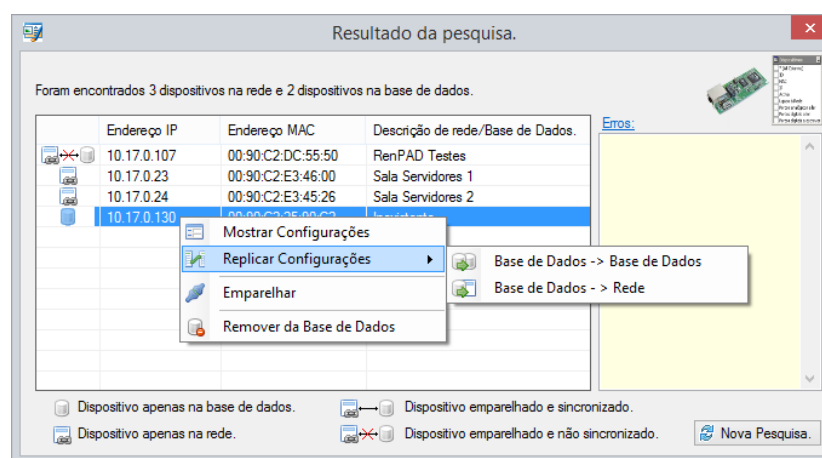 Resultado da pesquisa.
Foram encontrados 3 dispositivos na rede e 2 dispositivos na base de dados.
Erros:
Endereço IP Endereço MAC Descrição de rede/Base de Dados.
10.17.0.107 00:90:C2:DC:55:50 RenPAD Testes
10.17.0.23 00:90:C2:E3:46:00 Sala Servidores 1
10.17.0.24 00:90:C2:E3:45:26 Sala Servidores 2
10.17.0.130
Mostrar Configurações
Replicar Configurações
Base de Dados -> Base de Dados
Base de Dados - > Rede
Emparelhar
Remover da Base de Dados
Dispositivo apenas na base de dados. Dispositivo emparelhado e sincronizado.
Dispositivo apenas na rede. Dispositivo emparelhado e não sincronizado. Nova Pesquisa.